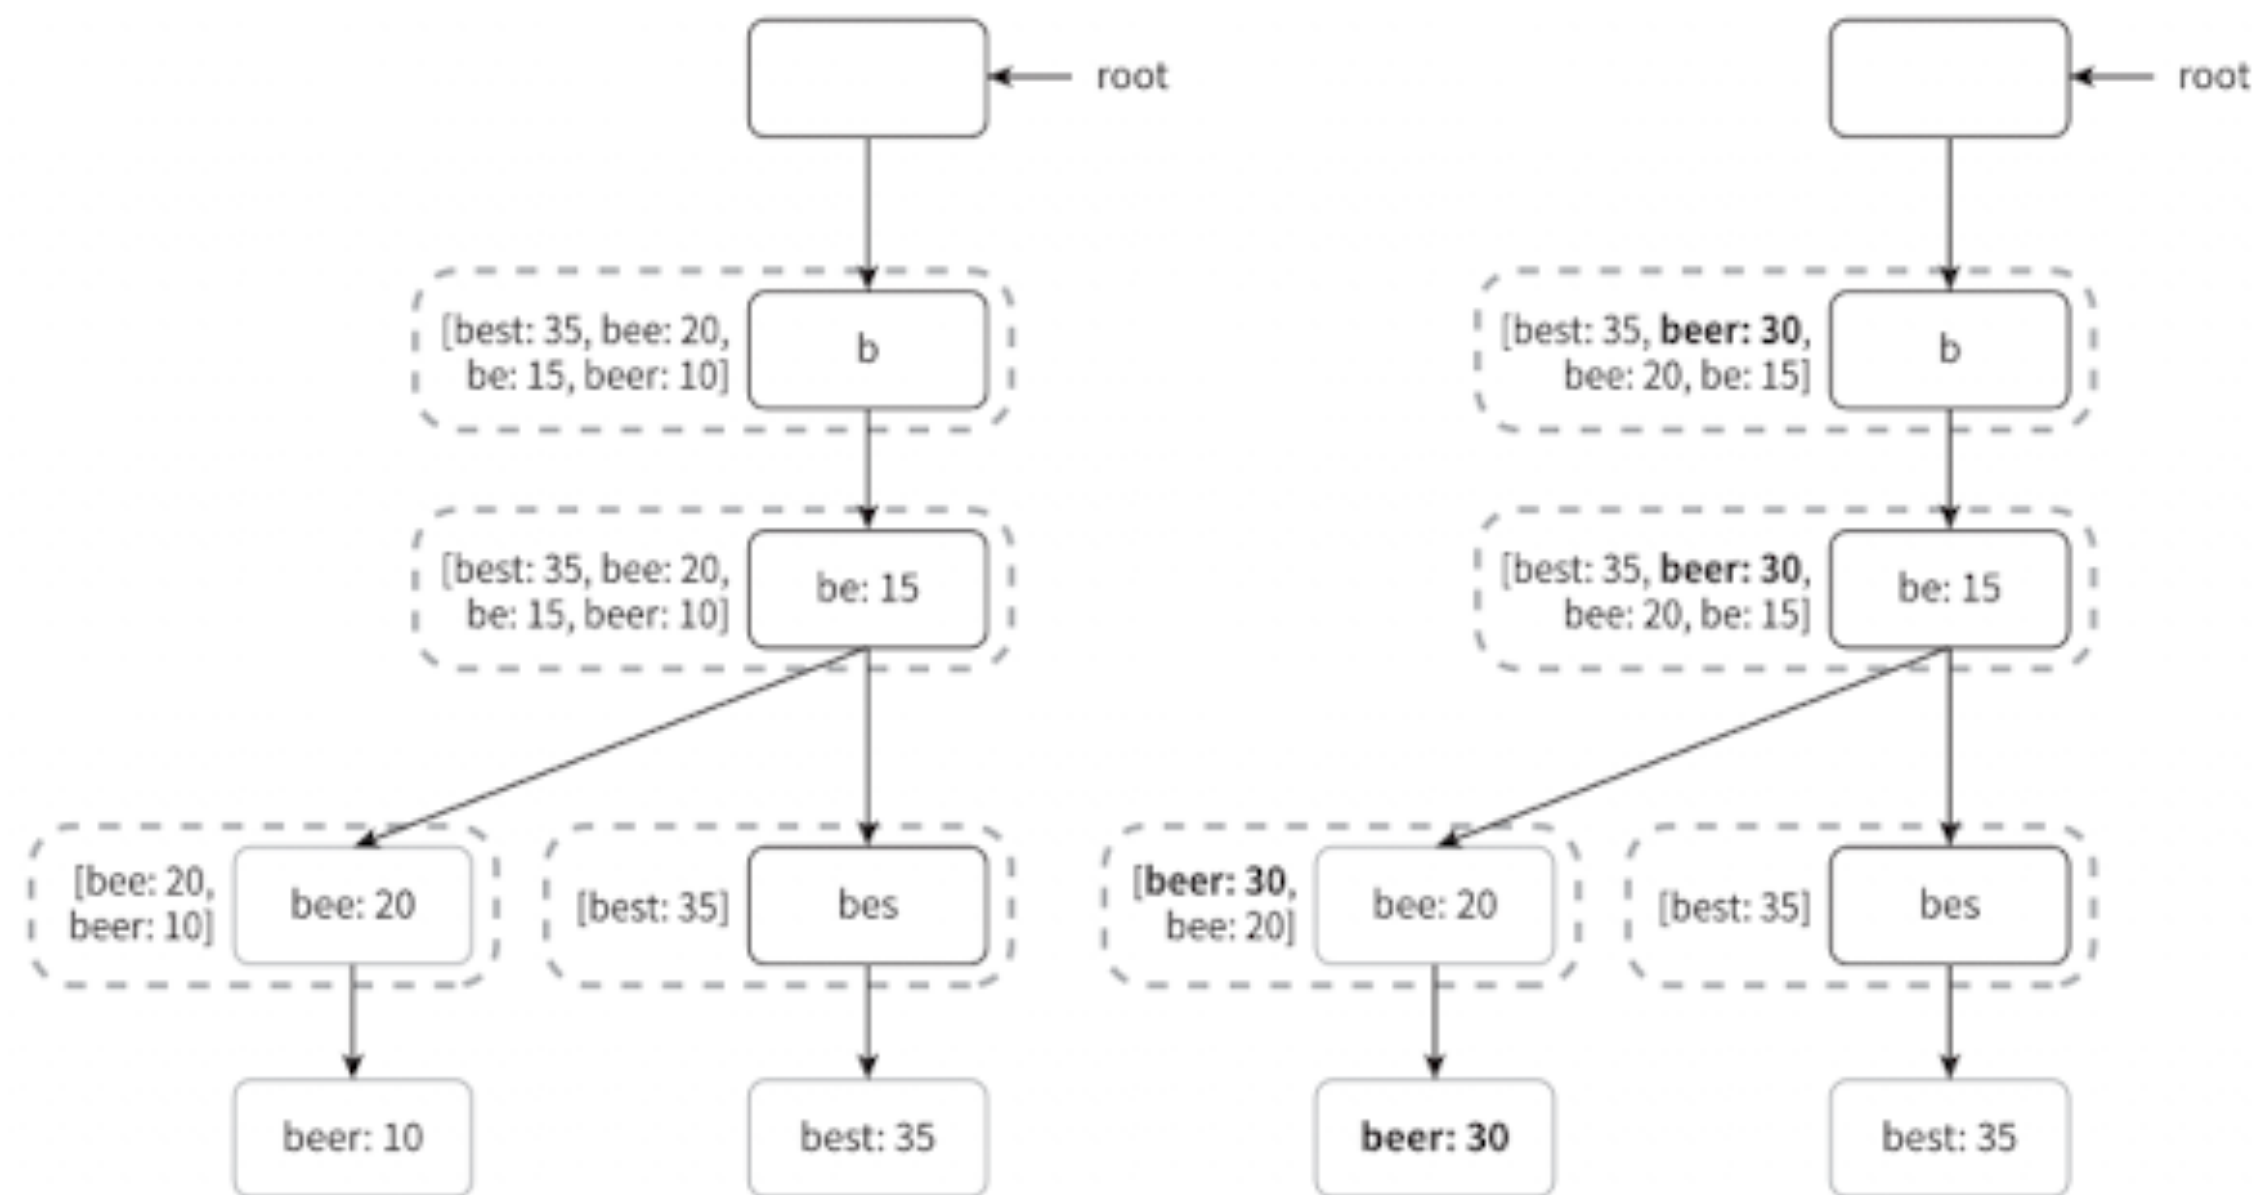 root
[best: 35, bee: 20,
be: 15, beer: 10]
b
[best: 35, bee: 20,
be: 15, beer: 10]
be: 15
[bee: 20,
beer: 10]
bee: 20
[best: 35]
bes
beer: 10
best: 35
root
[best: 35, beer: 30,
bee: 20, be: 15]
b
[best: 35, beer: 30,
bee: 20, be: 15]
be: 15
[beer: 30,
bee: 20]
bee: 20
[best: 35]
bes
beer: 30
best: 35